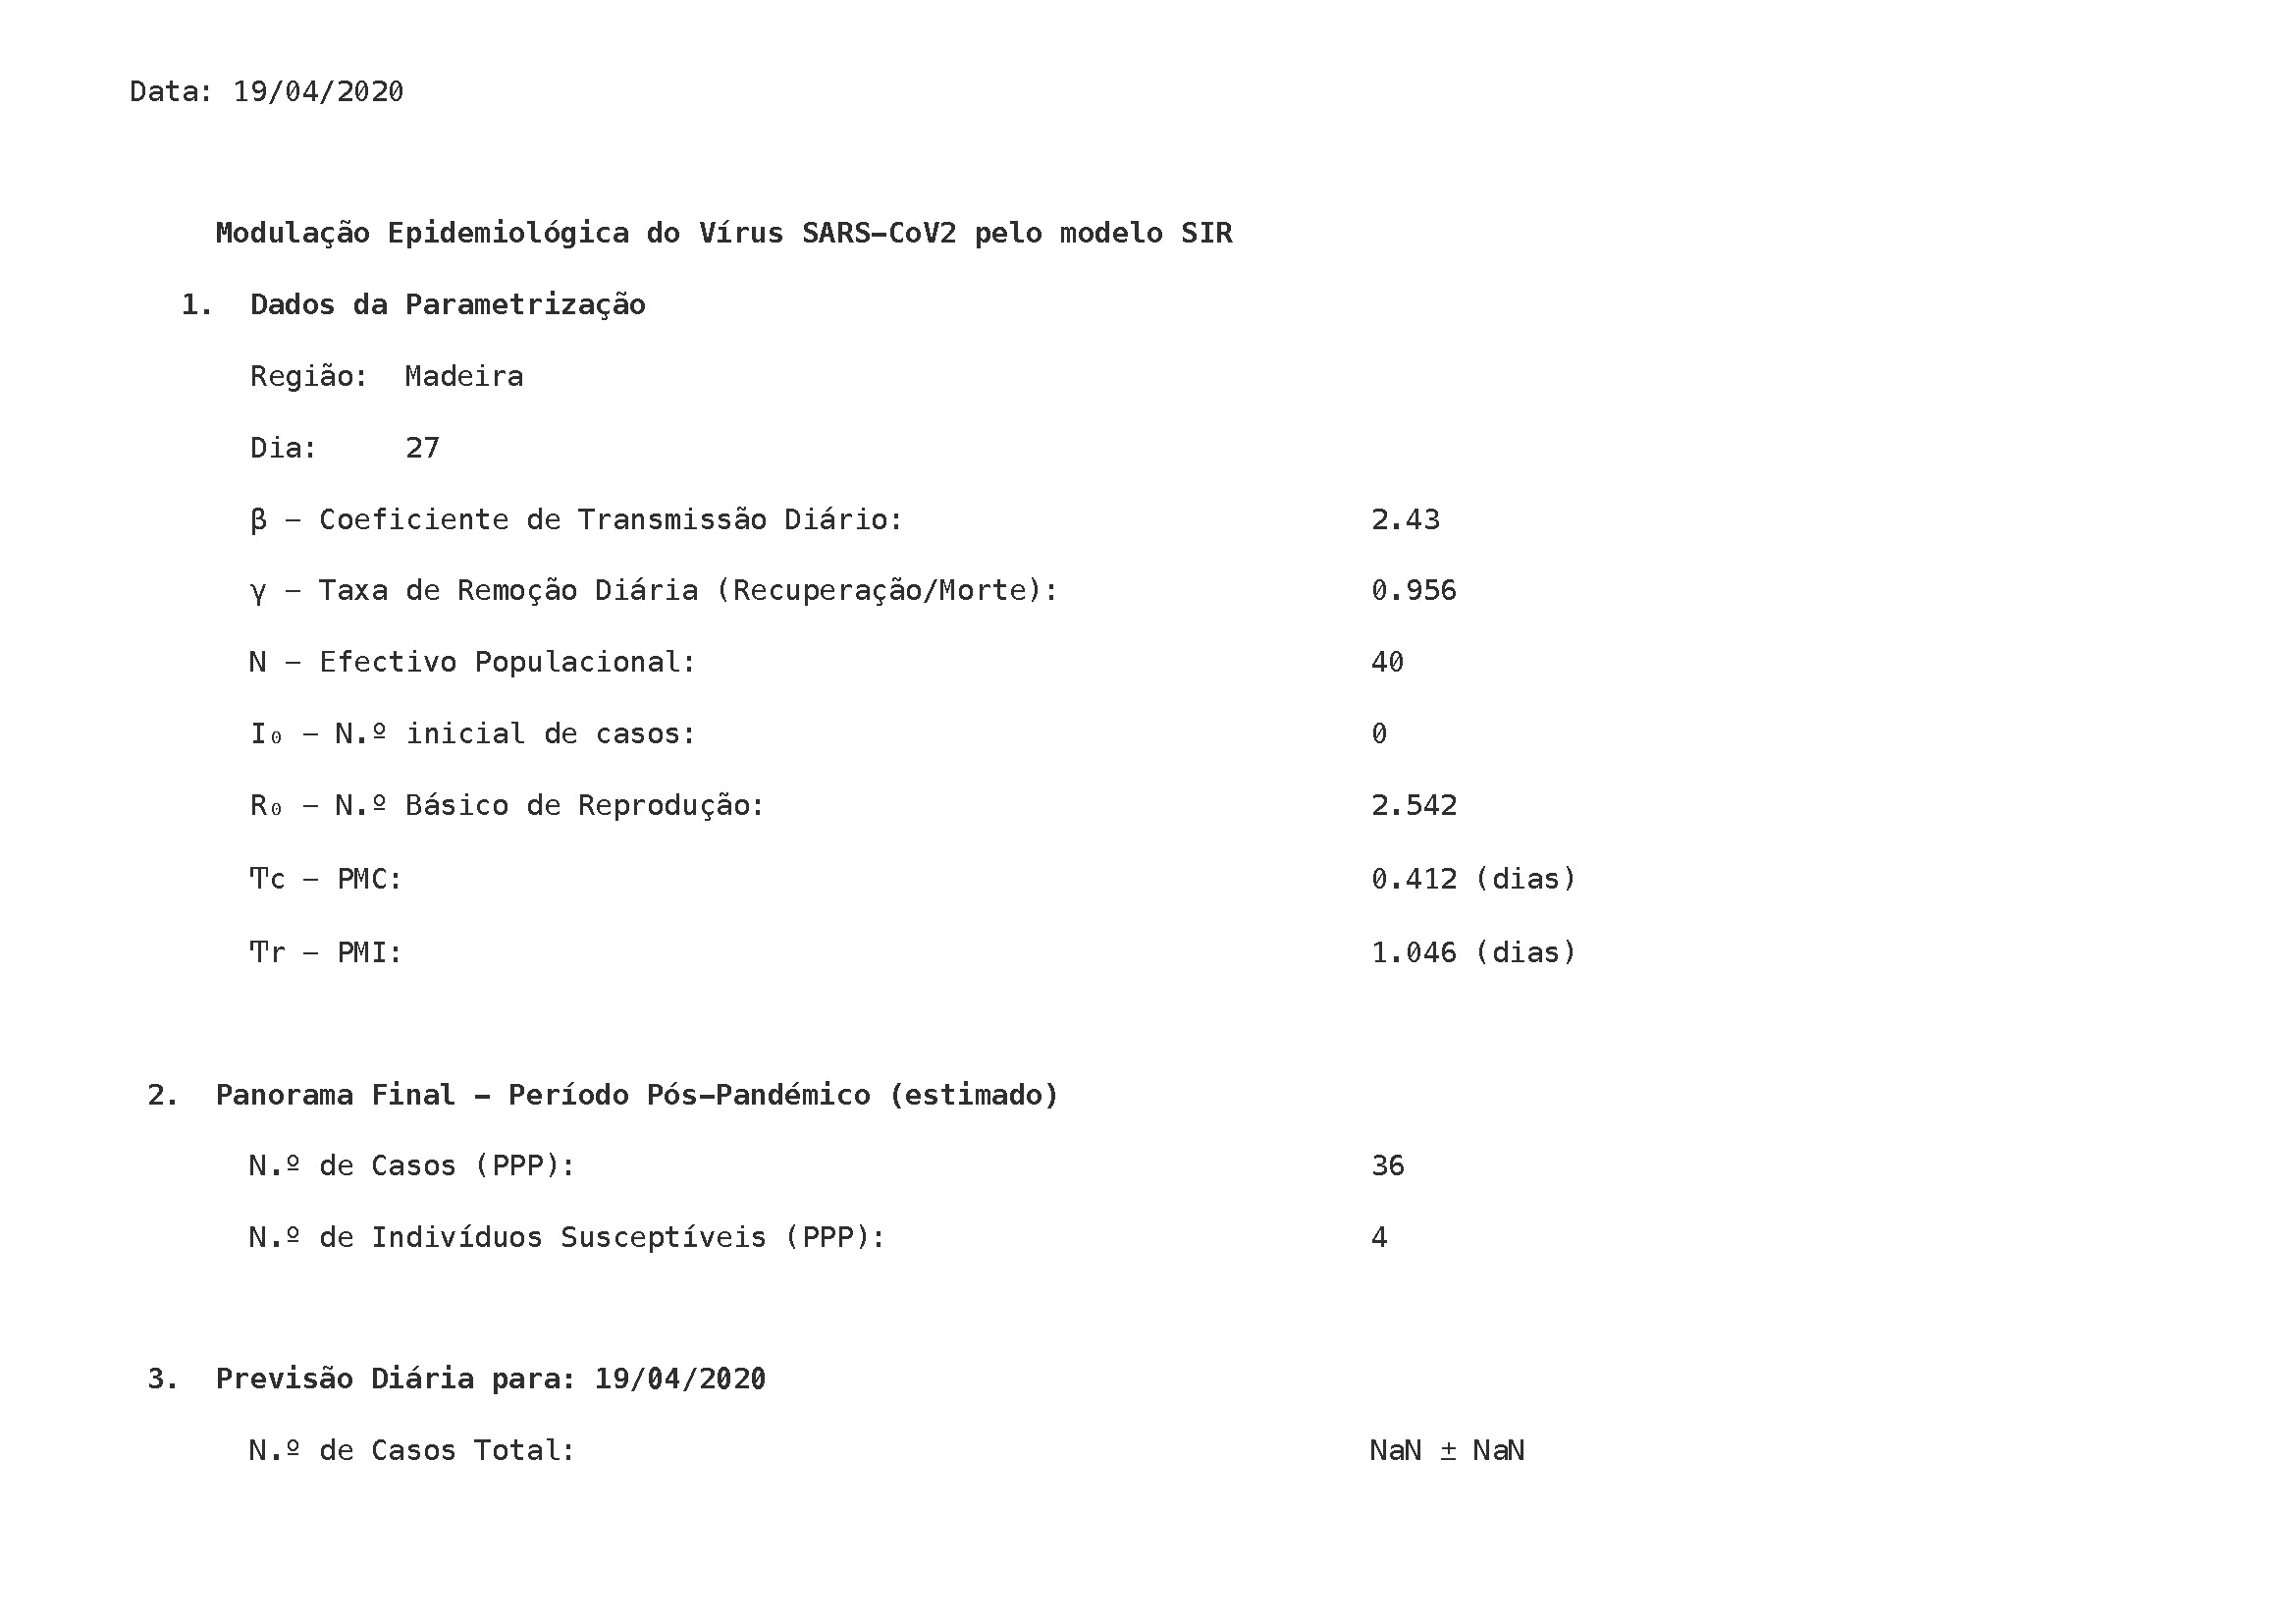 Data: 19/04/2020
Modulação Epidemiológica do Vírus SARS-CoV2 pelo modelo SIR
1. Dados da Parametrização
Região: Madeira
Dia: 27
β – Coeficiente de Transmissão Diário: 2.43
γ – Taxa de Remoção Diária (Recuperação/Morte): 0.956
N – Efectivo Populacional: 40
I₀ – N.º inicial de casos: 0
R₀ – N.º Básico de Reprodução: 2.542
Ͳc – PMC: 0.412 (dias)
Ͳr – PMI: 1.046 (dias)
2. Panorama Final – Período Pós-Pandémico (estimado)
N.º de Casos (PPP): 36
N.º de Indivíduos Susceptíveis (PPP): 4
3. Previsão Diária para: 19/04/2020
N.º de Casos Total: NaN ± NaN